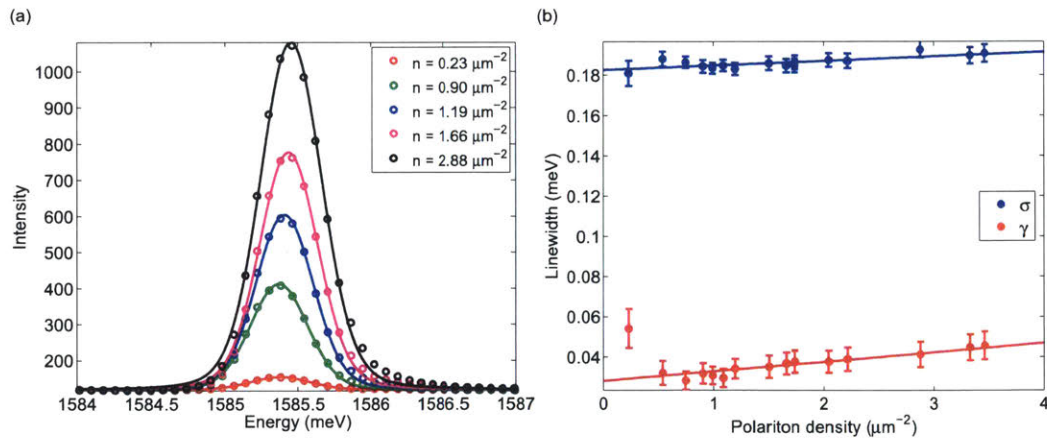 (a)
1000
900
800
700
600
500
400
300
200
1584
1584.5
1585
1585.5
1586
1586.5
1587
Energy (meV)
Intensity
n = 0.23 μm⁻²
n = 0.90 μm⁻²
n = 1.19 μm⁻²
n = 1.66 μm⁻²
n = 2.88 μm⁻²
(b)
0.18
0.16
0.14
0.12
0.1
0.08
0.06
0.04
0
1
2
3
4
Polariton density (μm⁻²)
Linewidth (meV)
σ
γ